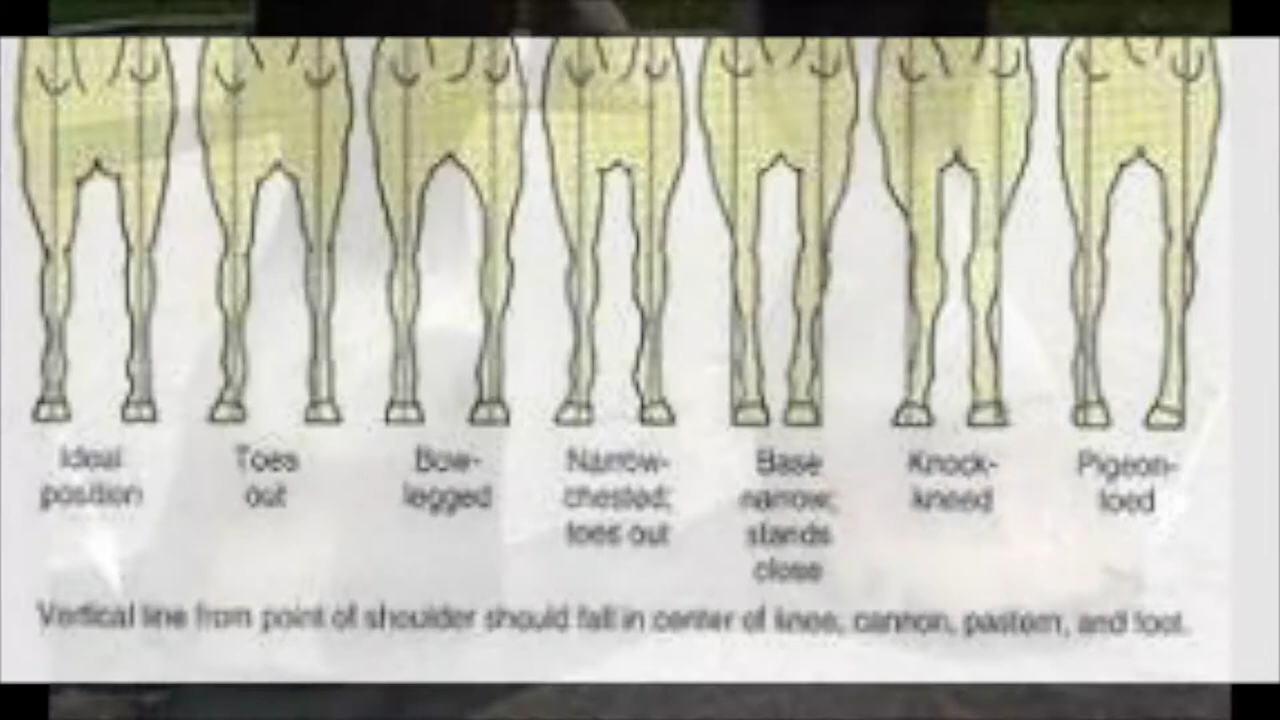 Ideal
position
Toes
out
Bow-
legged
Narrow-
chested;
toes out
Base
narrow;
stands
close
Knock-
kneed
Pigeon-
toed
Vertical line from point of shoulder should fall in center of knee, cannon, pastern, and foot.